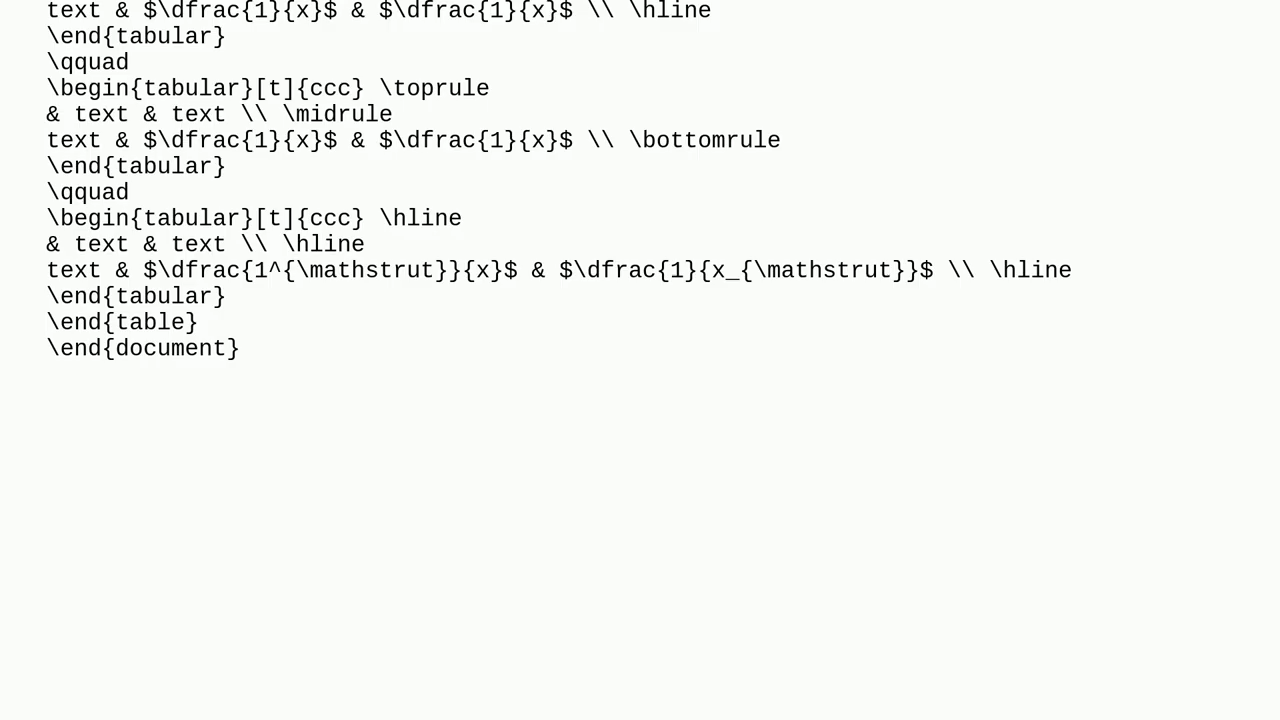 text & $\dfrac{1}{x}$ & $\dfrac{1}{x}$ \\ \hline
\end{tabular}
\qquad
\begin{tabular}[t]{ccc} \toprule
& text & text \\ \midrule
text & $\dfrac{1}{x}$ & $\dfrac{1}{x}$ \\ \bottomrule
\end{tabular}
\qquad
\begin{tabular}[t]{ccc} \hline
& text & text \\ \hline
text & $\dfrac{1^{\mathstrut}}{x}$ & $\dfrac{1}{x_{\mathstrut}}$ \\ \hline
\end{tabular}
\end{table}
\end{document}